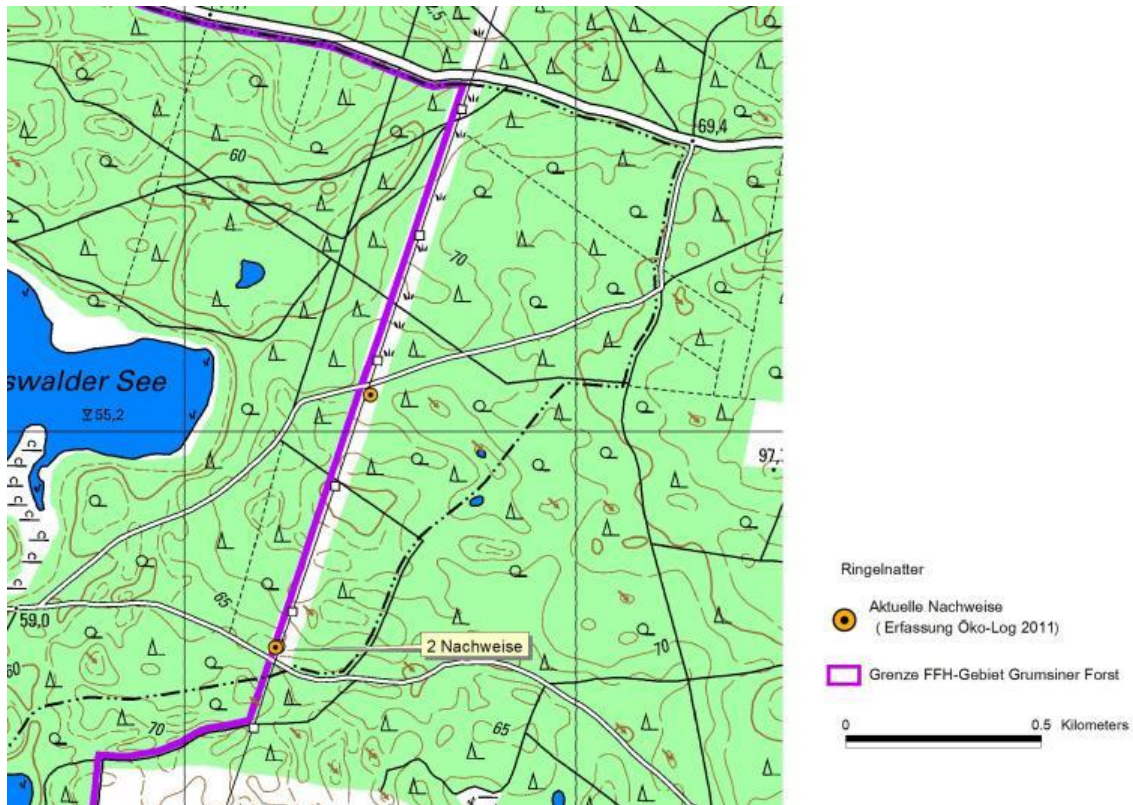 69,4
60
70
swalder See
55,2
97,
65
59,0
2 Nachweise
60
70
70
65
Ringelnatter
Aktuelle Nachweise
( Erfassung Öko-Log 2011)
Grenze FFH-Gebiet Grumsiner Forst
0 0.5 Kilometers